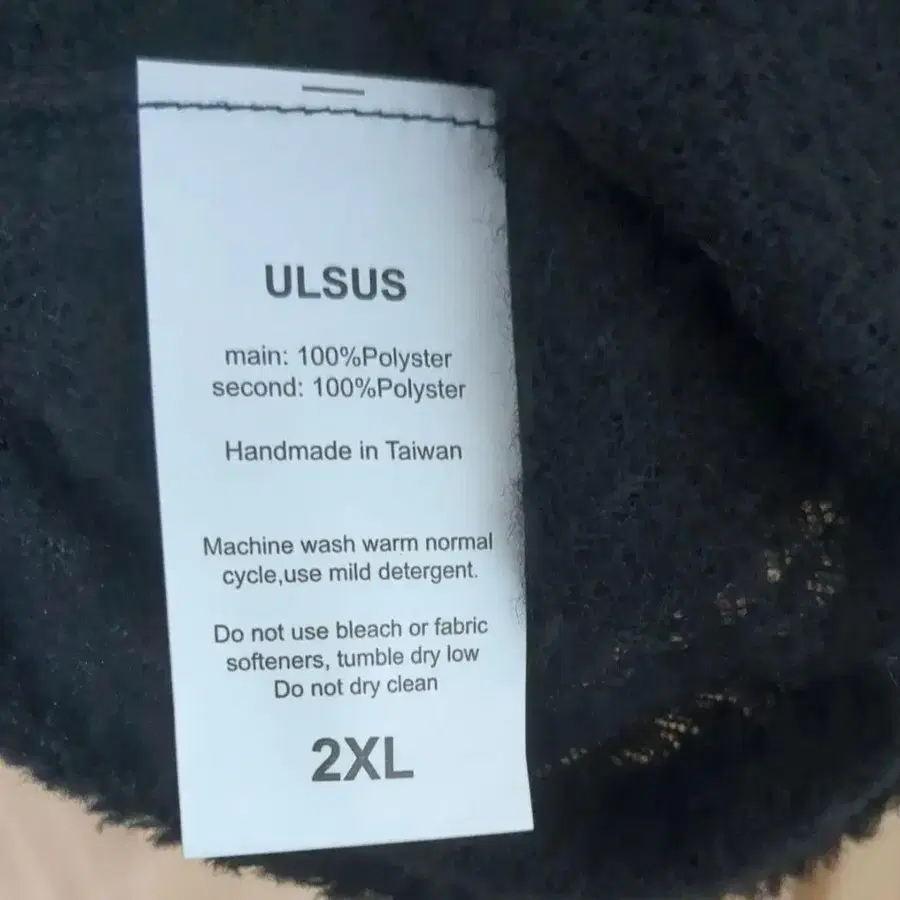 ULSUS
main: 100%Polyster
second: 100%Polyster
Handmade in Taiwan
Machine wash warm normal
cycle,use mild detergent.
Do not use bleach or fabric
softeners, tumble dry low
Do not dry clean
2XL